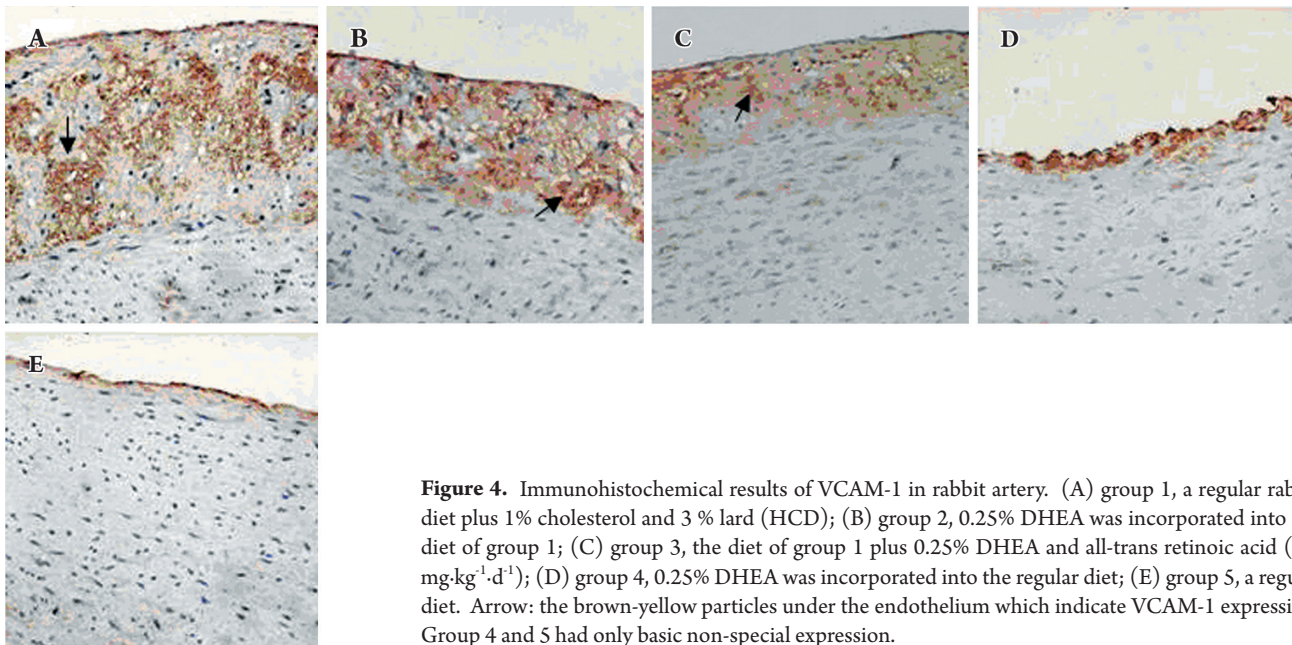 A
B
C
D
E
Figure 4. Immunohistochemical results of VCAM-1 in rabbit artery. (A) group 1, a regular
diet plus 1% cholesterol and 3 % lard (HCD); (B) group 2, 0.25% DHEA was incorporated into
diet of group 1; (C) group 3, the diet of group 1 plus 0.25% DHEA and all-trans retinoic acid (
mg·kg⁻¹·d⁻¹); (D) group 4, 0.25% DHEA was incorporated into the regular diet; (E) group 5, a
diet. Arrow: the brown-yellow particles under the endothelium which indicate VCAM-1
Group 4 and 5 had only basic non-special expression.